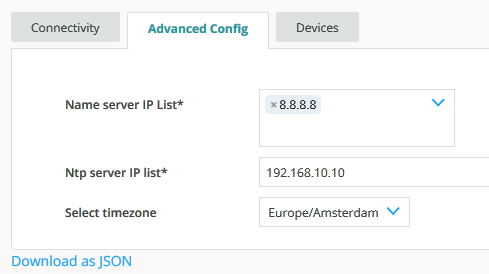 Connectivity
Advanced Config
Devices
Name server IP List*
× 8.8.8.8
Ntp server IP list*
192.168.10.10
Select timezone
Europe/Amsterdam
Download as JSON